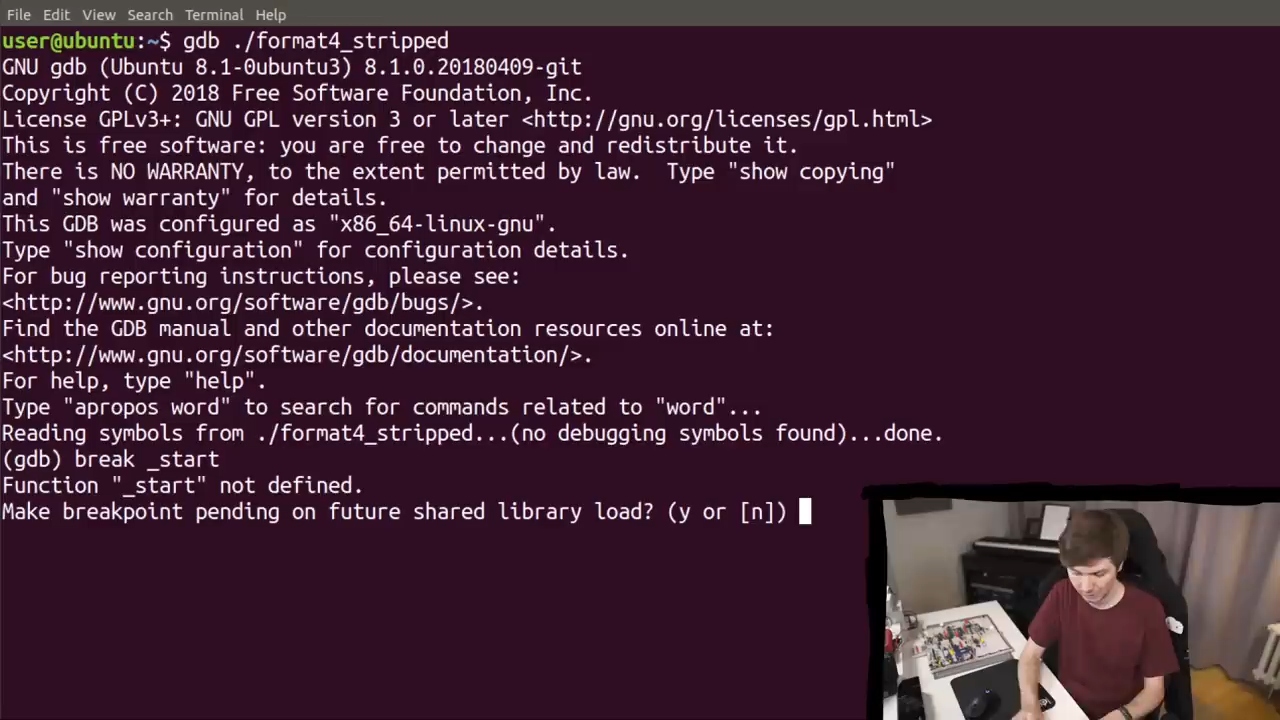 File Edit View Search Terminal Help
user@ubuntu:~$ gdb ./format4_stripped
GNU gdb (Ubuntu 8.1-0ubuntu3) 8.1.0.20180409-git
Copyright (C) 2018 Free Software Foundation, Inc.
License GPLv3+: GNU GPL version 3 or later <http://gnu.org/licenses/gpl.html>
This is free software: you are free to change and redistribute it.
There is NO WARRANTY, to the extent permitted by law.  Type "show copying"
and "show warranty" for details.
This GDB was configured as "x86_64-linux-gnu".
Type "show configuration" for configuration details.
For bug reporting instructions, please see:
<http://www.gnu.org/software/gdb/bugs/>.
Find the GDB manual and other documentation resources online at:
<http://www.gnu.org/software/gdb/documentation/>.
For help, type "help".
Type "apropos word" to search for commands related to "word"...
Reading symbols from ./format4_stripped...(no debugging symbols found)...done.
(gdb) break _start
Function "_start" not defined.
Make breakpoint pending on future shared library load? (y or [n])